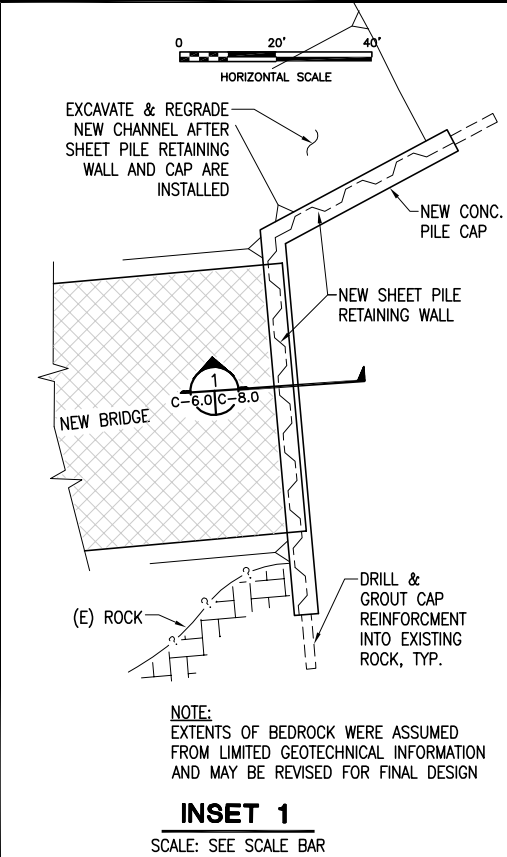 0 20' 40'
HORIZONTAL SCALE
EXCAVATE & REGRADE
NEW CHANNEL AFTER
SHEET PILE RETAINING
WALL AND CAP ARE
INSTALLED
NEW CONC.
PILE CAP
NEW SHEET PILE
RETAINING WALL
1
C-6.0 C-8.0
NEW BRIDGE
(E) ROCK
?
?
?
?
DRILL &
GROUT CAP
REINFORCMENT
INTO EXISTING
ROCK, TYP.
NOTE:
EXTENTS OF BEDROCK WERE ASSUMED
FROM LIMITED GEOTECHNICAL INFORMATION
AND MAY BE REVISED FOR FINAL DESIGN
INSET 1
SCALE: SEE SCALE BAR